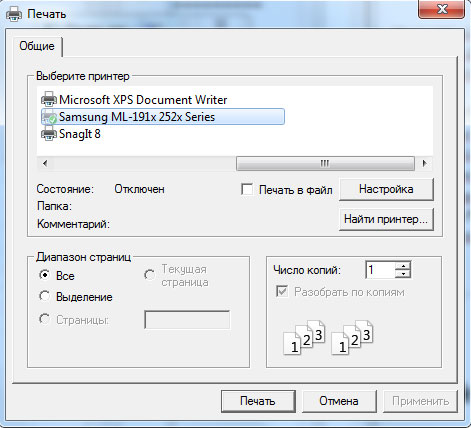 Печать
Общие
Выберите принтер
Microsoft XPS Document Writer
Samsung ML-191x 252x Series
SnagIt 8
Состояние: Отключен
Печать в файл
Настройка
Папка:
Комментарий:
Найти принтер...
Диапазон страниц
Все
Текущая
страница
Выделение
Страницы:
Число копий: 1
Разобрать по копиям
1 2 3 1 2 3
Печать Отмена Применить